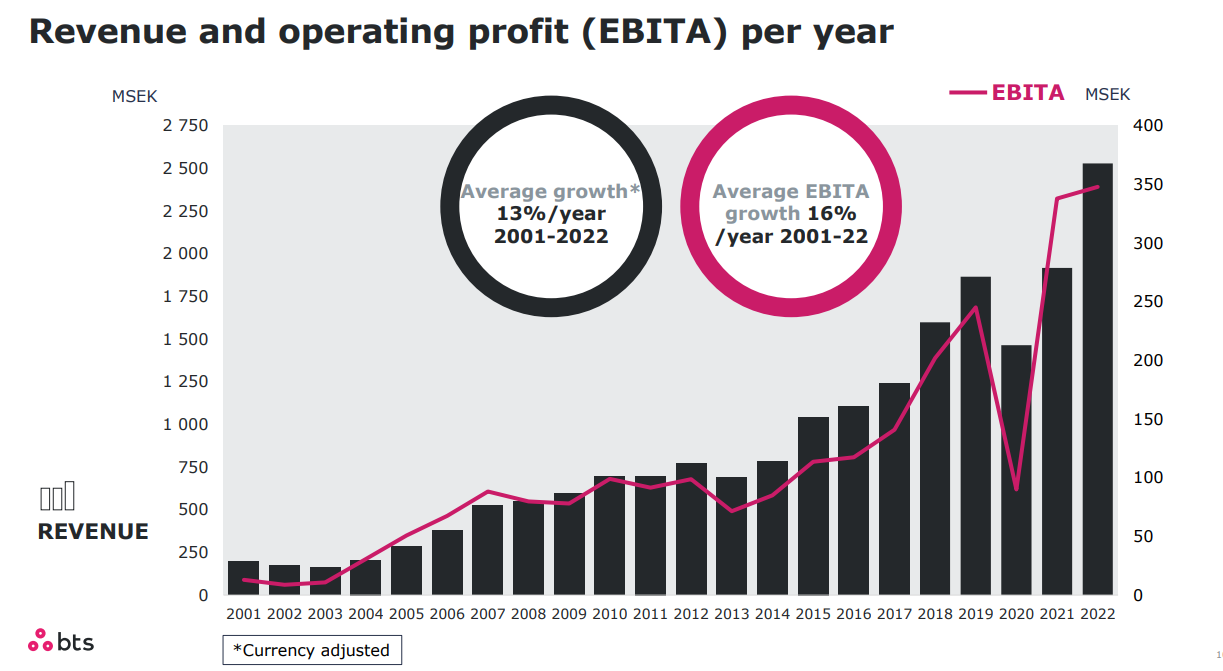 Revenue and operating profit (EBITA) per year
MSEK
EBITA MSEK
2 750
2 500
2 250
2 000
1 750
1 500
1 250
1 000
750
500
250
0
Average growth*
13%/year
2001-2022
Average EBITA
growth 16%
/year 2001-22
400
350
300
250
200
150
100
50
0
REVENUE
2001 2002 2003 2004 2005 2006 2007 2008 2009 2010 2011 2012 2013 2014 2015 2016 2017 2018 2019 2020 2021 2022
bts
*Currency adjusted